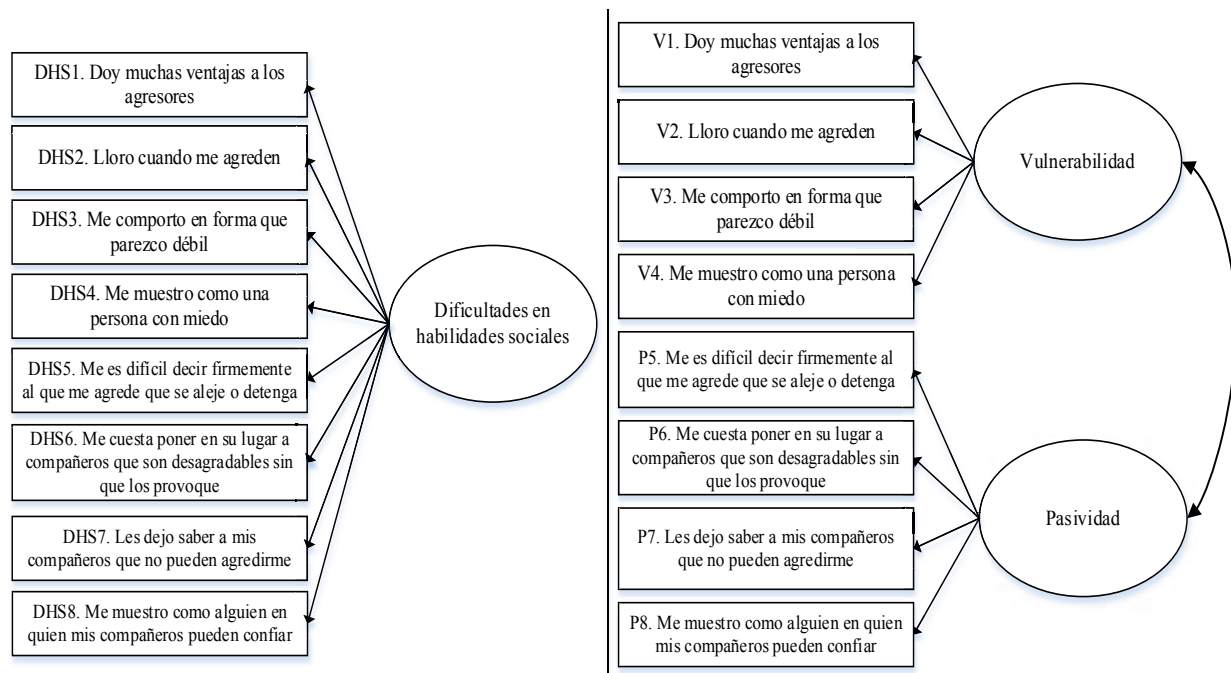 DHS1. Doy muchas ventajas a los
agresores
DHS2. Lloro cuando me agreden
DHS3. Me comporto en forma que
parezco débil
DHS4. Me muestro como una
persona con miedo
DHS5. Me es difícil decir firmemente
al que me agrede que se aleje o detenga
DHS6. Me cuesta poner en su lugar a
compañeros que son desagradables sin
que los provoque
DHS7. Les dejo saber a mis
compañeros que no pueden agredirme
DHS8. Me muestro como alguien en
quien mis compañeros pueden confiar
Dificultades en
habilidades sociales
V1. Doy muchas ventajas a los
agresores
V2. Lloro cuando me agreden
V3. Me comporto en forma que
parezco débil
V4. Me muestro como una persona
con miedo
P5. Me es difícil decir firmemente al
que me agrede que se aleje o detenga
P6. Me cuesta poner en su lugar a
compañeros que son desagradables sin
que los provoque
P7. Les dejo saber a mis compañeros
que no pueden agredirme
P8. Me muestro como alguien en quien
mis compañeros pueden confiar
Vulnerabilidad
Pasividad